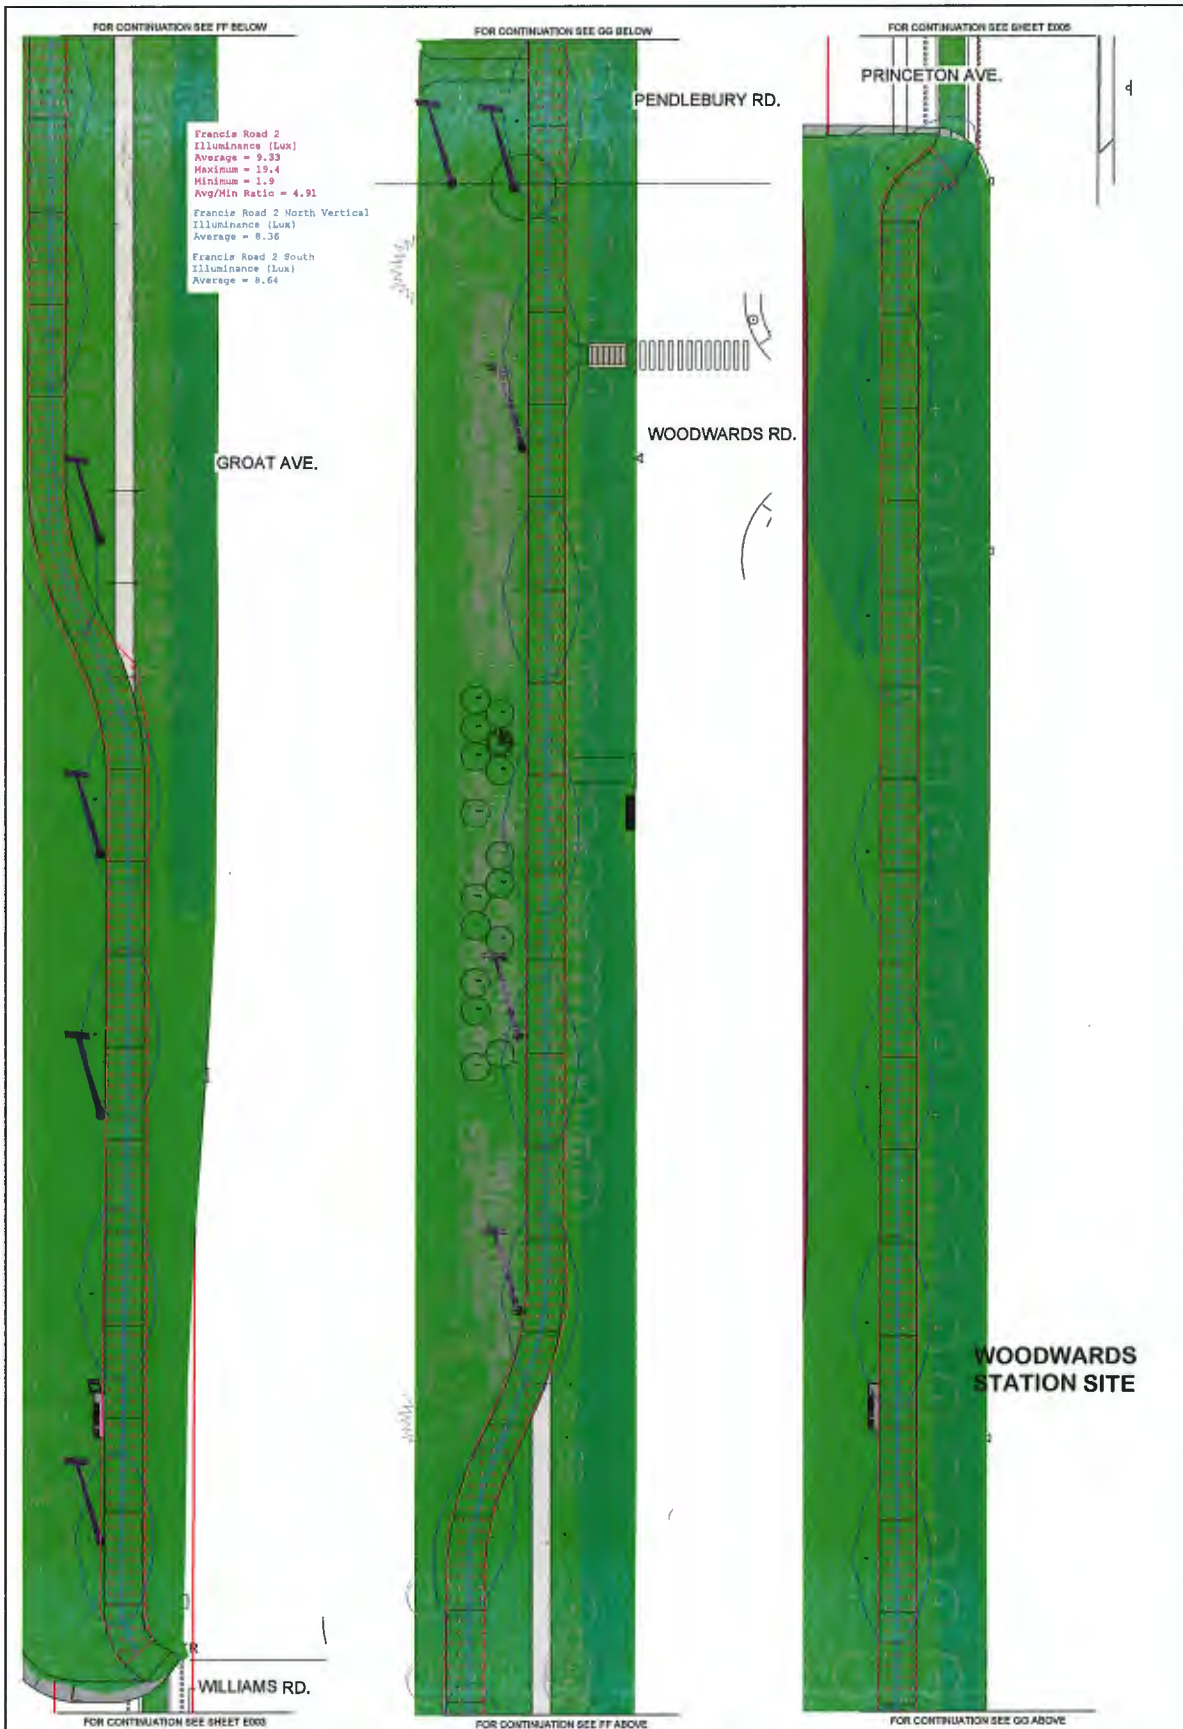 FOR CONTINUATION SEE FF BELOW
Francis Road 2
Illuminance (Lux)
Average = 9.33
Maximum = 19.4
Minimum = 1.9
Avg/Min Ratio = 4.91
Francis Road 2 North Vertical
Illuminance (Lux)
Average = 8.36
Francis Road 2 South
Illuminance (Lux)
Average = 8.64
GROAT AVE.
WILLIAMS RD.
FOR CONTINUATION SEE SHEET E003
FOR CONTINUATION SEE GG BELOW
PENDLEBURY RD.
WOODWARDS RD.
FOR CONTINUATION SEE FF ABOVE
FOR CONTINUATION SEE SHEET E005
PRINCETON AVE.
WOODWARDS
STATION SITE
FOR CONTINUATION SEE GG ABOVE